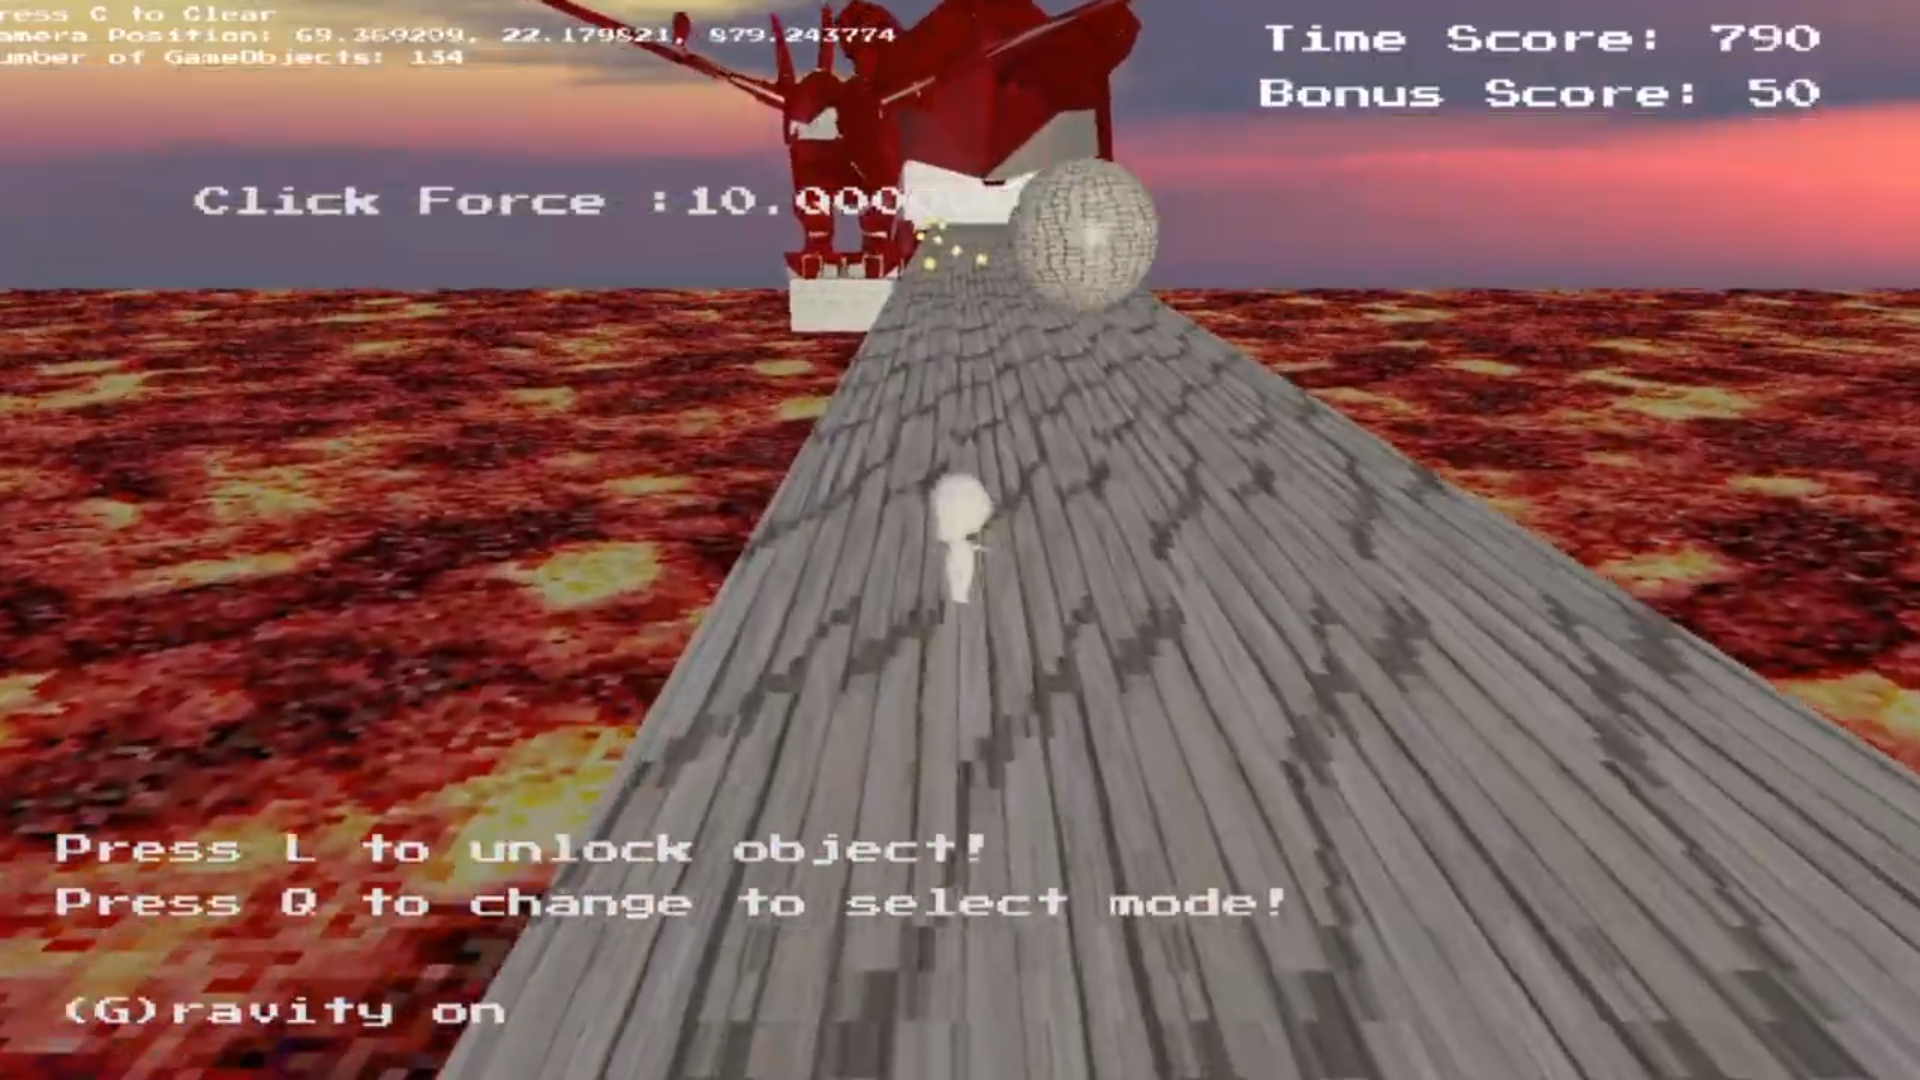 ress C to Clear
amera Position: 69.369209, 22.179821, 879.243774
umber of GameObjects: 134
Time Score: 790
Bonus Score: 50
Click Force :10.000
Press L to unlock object!
Press Q to change to select mode!
(G)ravity on